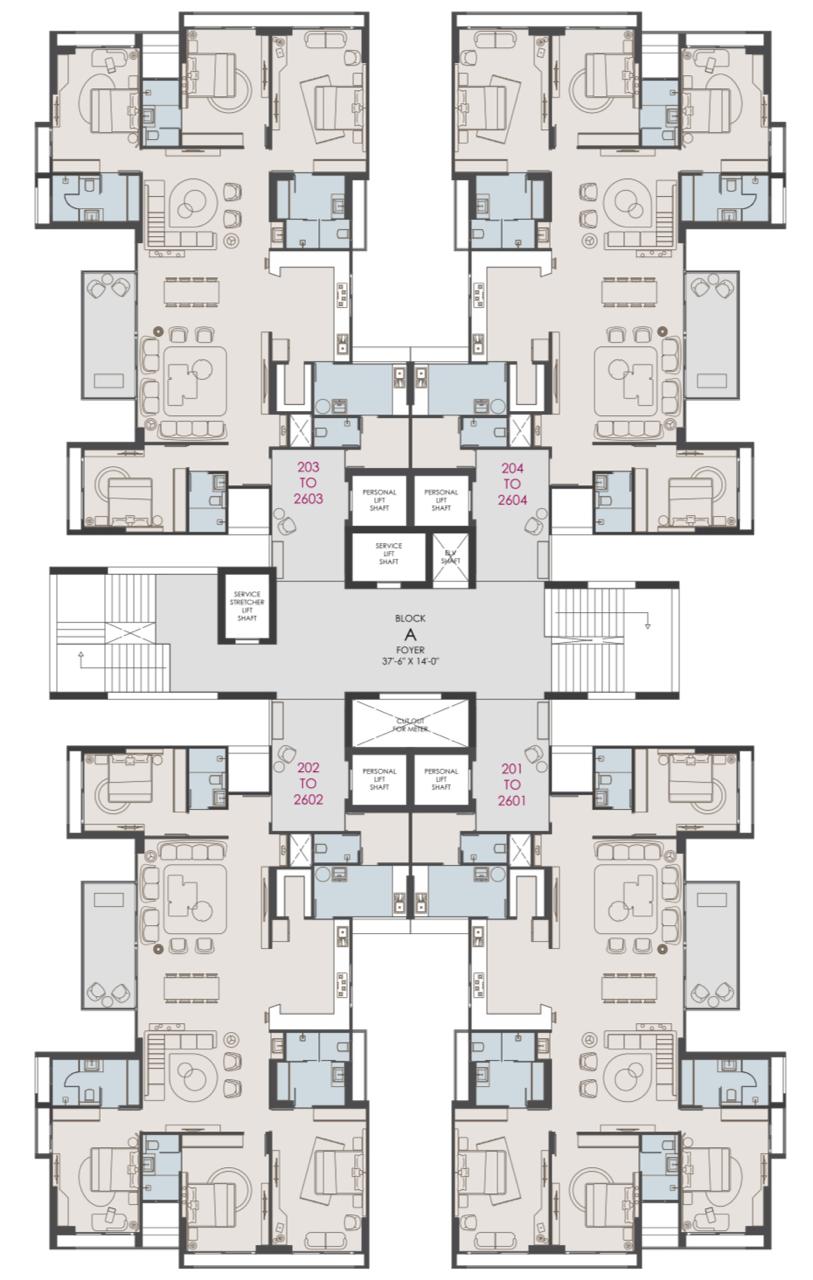 203
TO
2603
204
TO
2604
PERSONAL
LIFT
SHAFT
PERSONAL
LIFT
SHAFT
SERVICE
LIFT
SHAFT
ELV
SHAFT
SERVICE
STRETCHER
LIFT
SHAFT
BLOCK
A
FOYER
37'-6" X 14'-0"
CUTOUT
FOR METER
202
TO
2602
PERSONAL
LIFT
SHAFT
PERSONAL
LIFT
SHAFT
201
TO
2601